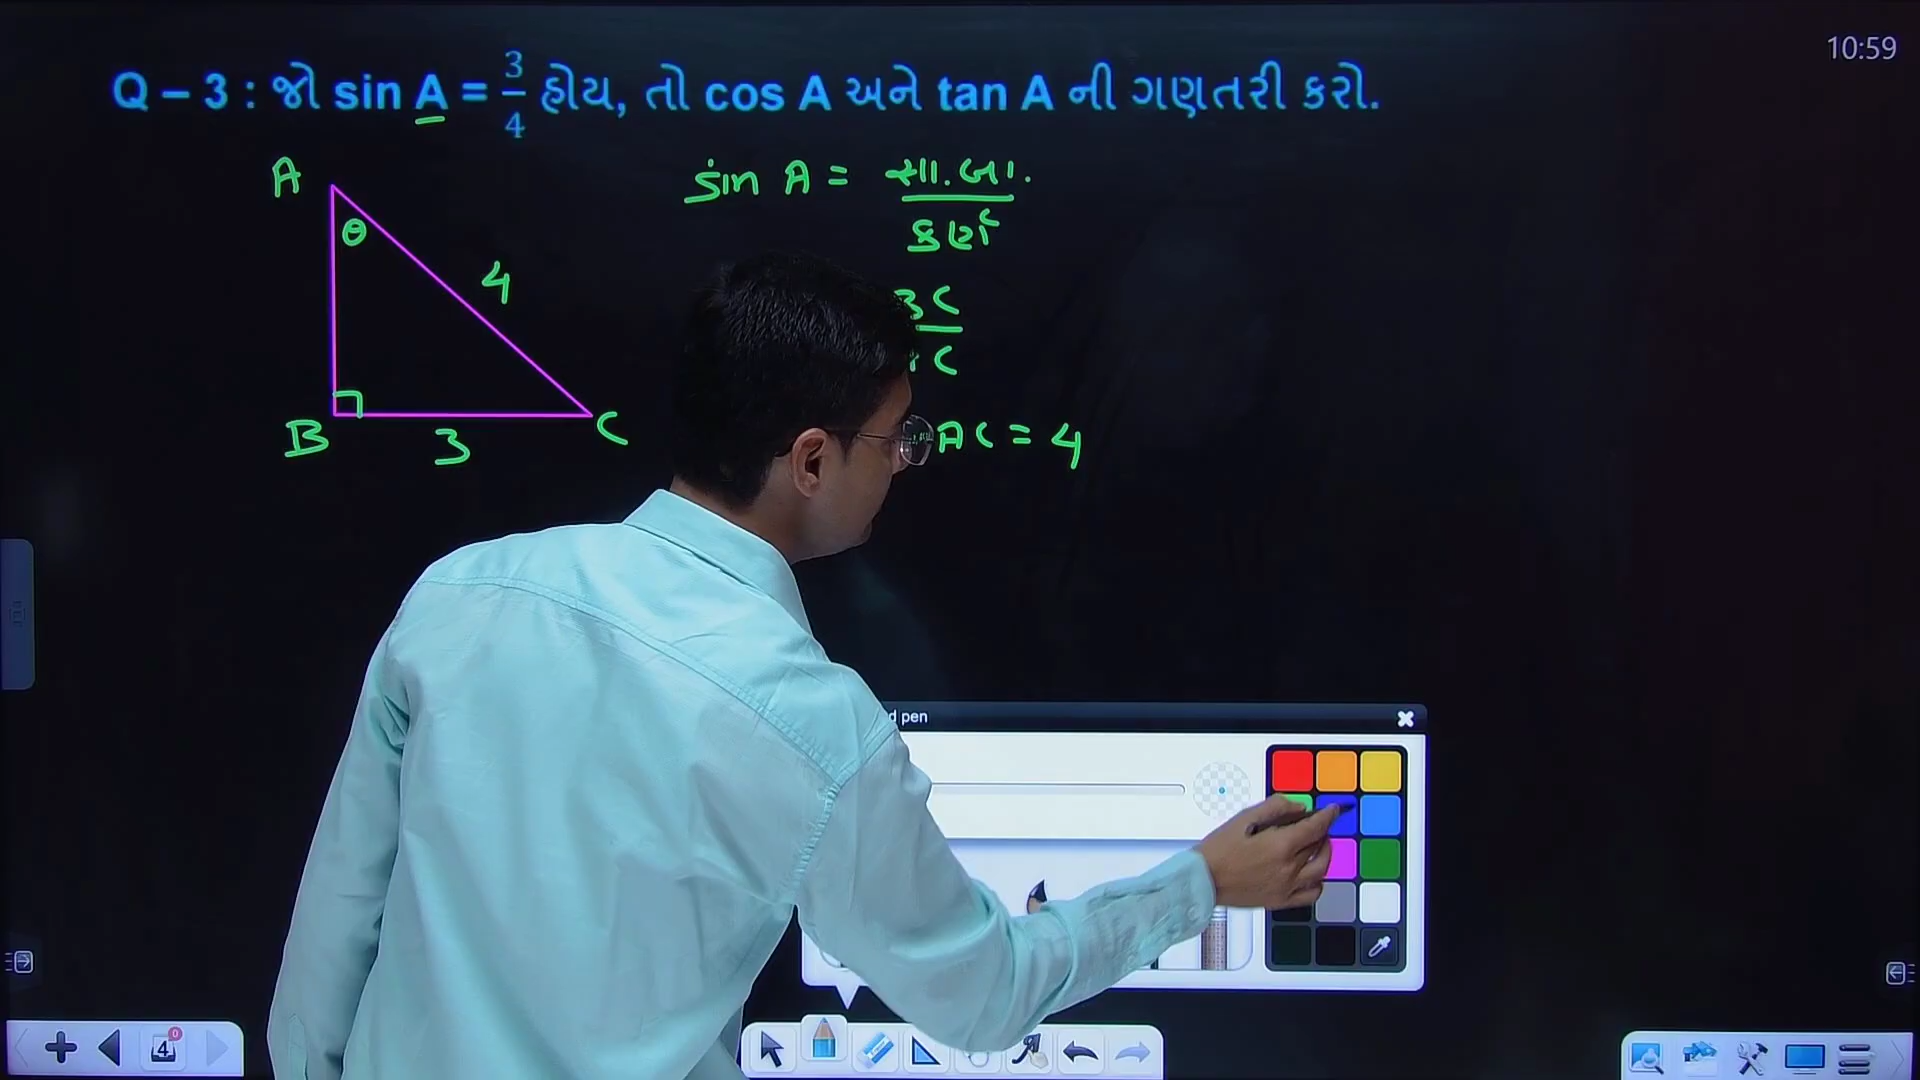 10:59
Q – 3 : જો sin A = 3/4 હોય, તો cos A અને tan A ની ગણતરી કરો.
A
sin A = સા.બા. / કર્ણ
θ
4
C
C
B 3 C
AC = 4
d pen
4
0